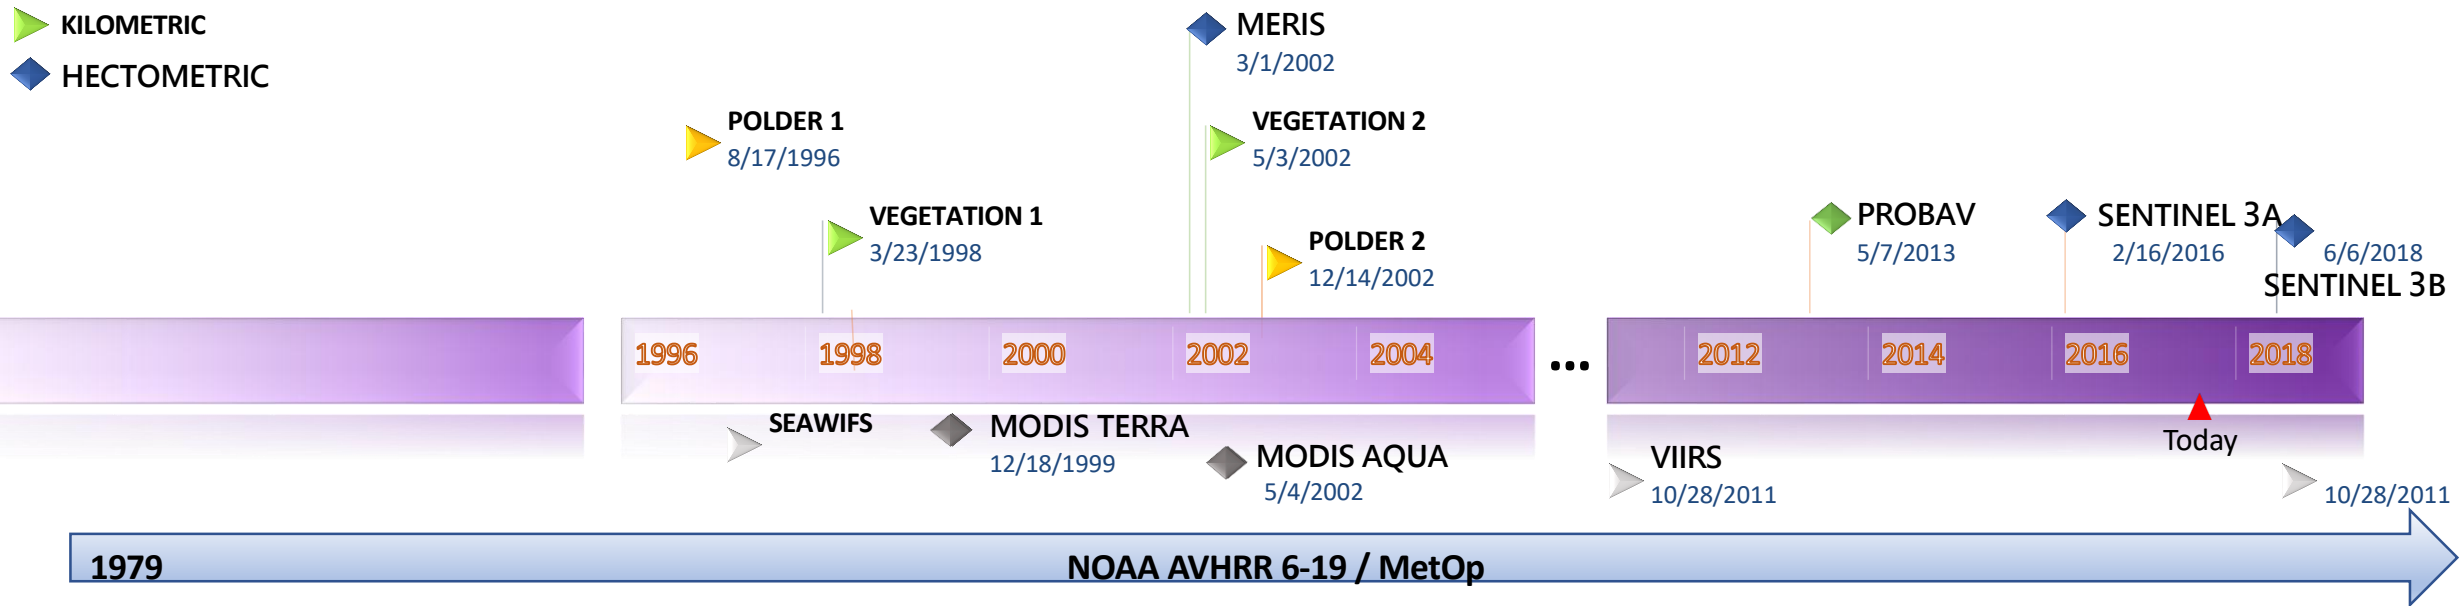 KILOMETRIC
HECTOMETRIC
MERIS
3/1/2002
POLDER 1
8/17/1996
VEGETATION 2
5/3/2002
VEGETATION 1
3/23/1998
POLDER 2
12/14/2002
PROBAV
5/7/2013
SENTINEL 3A
2/16/2016
6/6/2018
SENTINEL 3B
1996
1998
2000
2002
2004
...
2012
2014
2016
2018
SEAWIFS
MODIS TERRA
12/18/1999
MODIS AQUA
5/4/2002
VIIRS
10/28/2011
Today
10/28/2011
1979
NOAA AVHRR 6-19 / MetOp